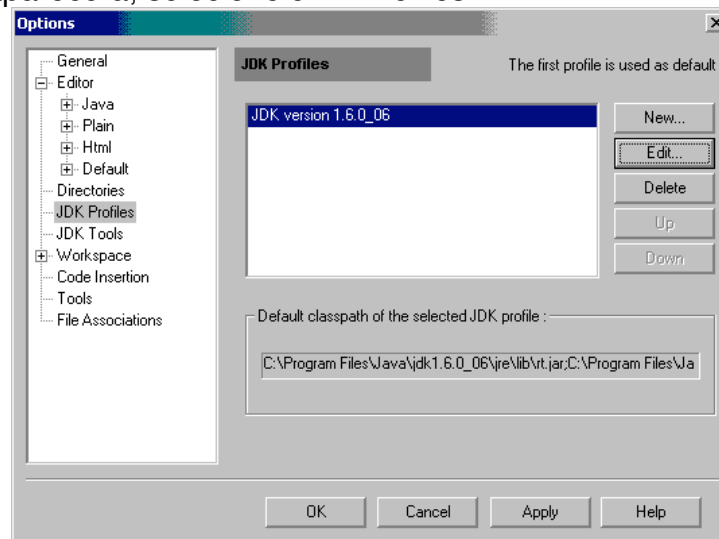 Options
General
Editor
Java
Plain
Html
Default
Directories
JDK Profiles
JDK Tools
Workspace
Code Insertion
Tools
File Associations
JDK Profiles
The first profile is used as default
JDK version 1.6.0_06
New...
Edit...
Delete
Up
Down
Default classpath of the selected JDK profile :
C:\Program Files\Java\jdk1.6.0_06\jre\lib\rt.jar;C:\Program Files\Ja
OK
Cancel
Apply
Help